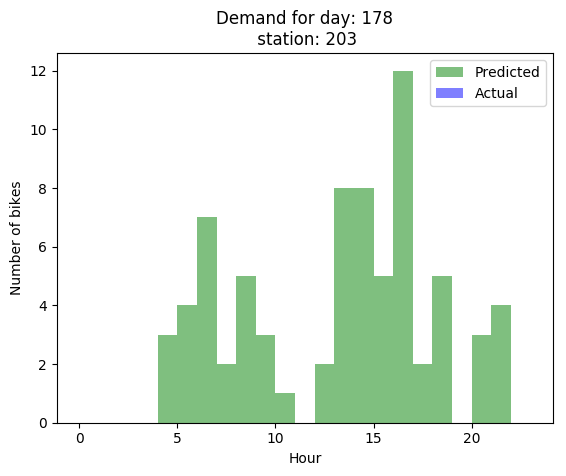 Demand for day: 178
station: 203
Predicted
Actual
12
10
8
6
4
2
0
Number of bikes
0
5
10
15
20
Hour